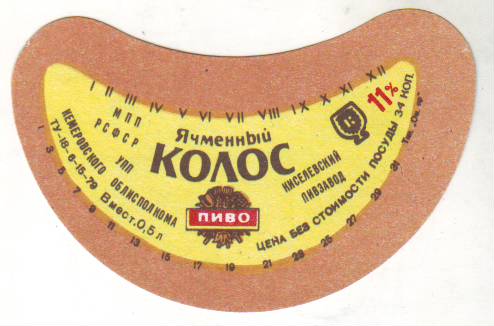 I II III IV V VI VII VIII IX X XI XII
МПП
РСФСР УПП
КЕМЕРОВСКОГО ОБЛИСПОЛКОМА
ТУ-18-6-15-79 Вмест.0,5л
Ячменный
КОЛОС
ПИВО
11%
КИСЕЛЕВСКИЙ
ПИВЗАВОД
ЦЕНА БЕЗ СТОИМОСТИ ПОСУДЫ 34 КОП.
1 3 5 7 9 11 13 15 17 19 21 23 25 27 29 31